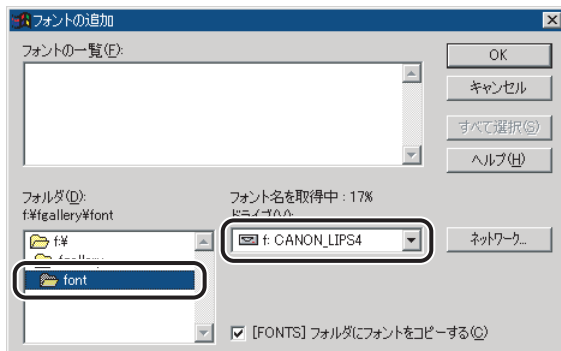 フォントの追加
フォントの一覧(F):
OK
キャンセル
すべて選択(S)
ヘルプ(H)
フォルダ(D):
f:¥fgallery¥font
フォント名を取得中：17%
f:¥
font
f: CANON_LIPS4
ネットワーク...
[FONTS] フォルダにフォントをコピーする(C)